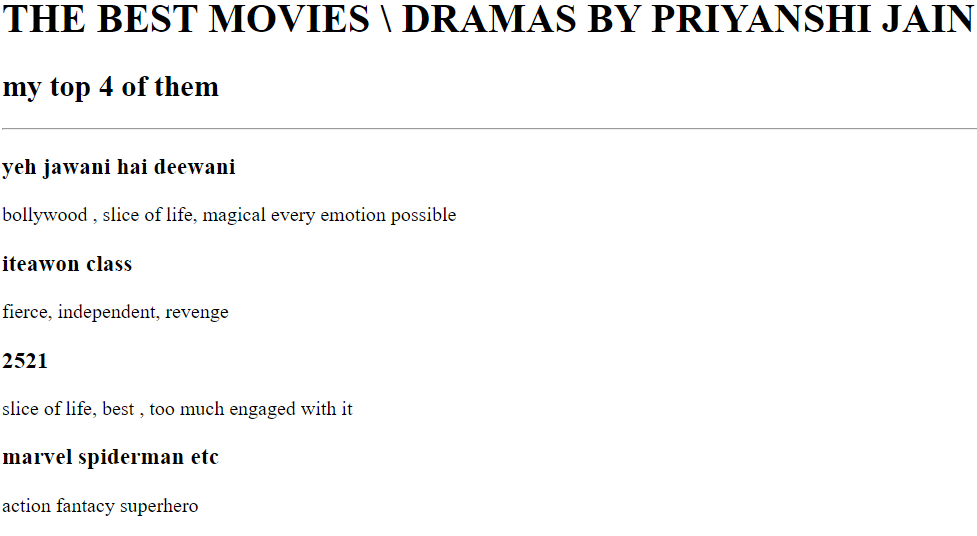 THE BEST MOVIES \ DRAMAS BY PRIYANSHI JAIN
my top 4 of them
yeh jawani hai deewani
bollywood , slice of life, magical every emotion possible
iteawon class
fierce, independent, revenge
2521
slice of life, best , too much engaged with it
marvel spiderman etc
action fantacy superhero